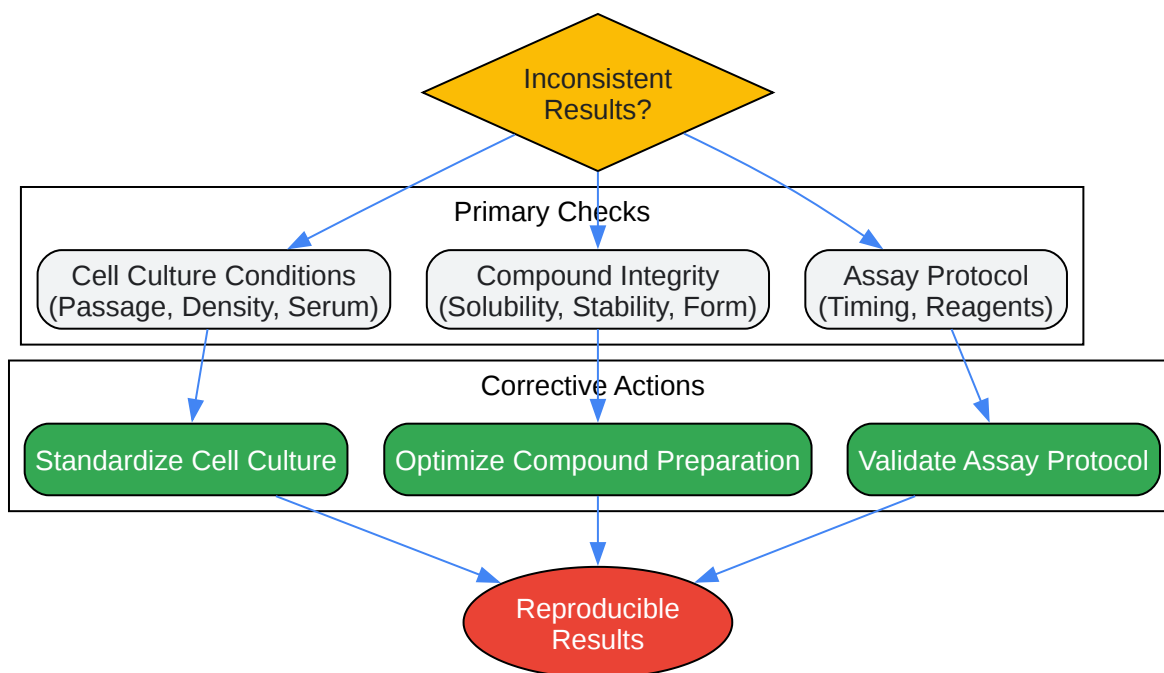 Inconsistent
Results?
Primary Checks
Cell Culture Conditions
(Passage, Density, Serum)
Compound Integrity
(Solubility, Stability, Form)
Assay Protocol
(Timing, Reagents)
Corrective Actions
Standardize Cell Culture
Optimize Compound Preparation
Validate Assay Protocol
Reproducible
Results